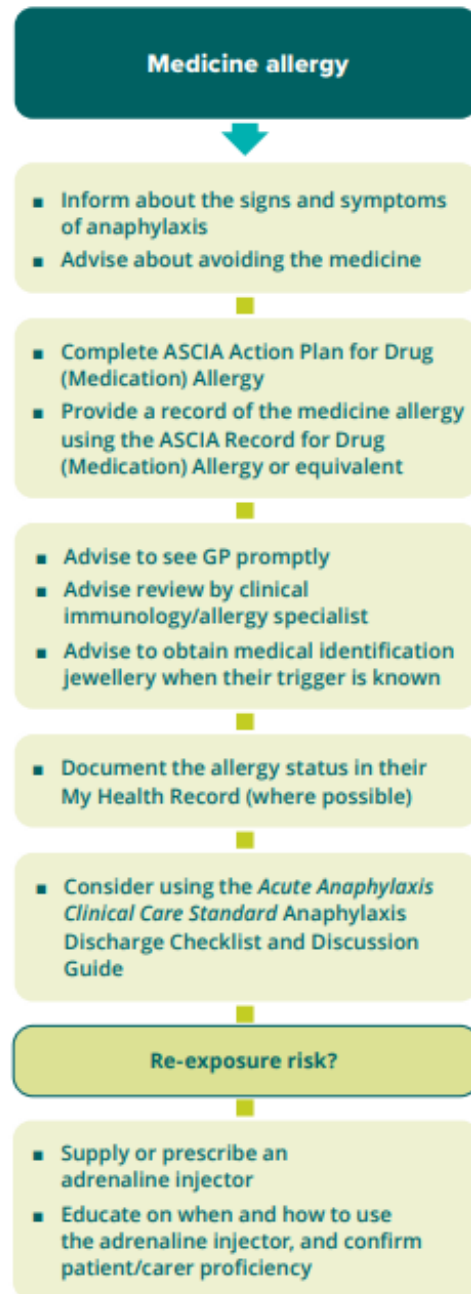 Medicine allergy
▪ Inform about the signs and symptoms
of anaphylaxis
▪ Advise about avoiding the medicine
▪ Complete ASCIA Action Plan for Drug
(Medication) Allergy
▪ Provide a record of the medicine allergy
using the ASCIA Record for Drug
(Medication) Allergy or equivalent
▪ Advise to see GP promptly
▪ Advise review by clinical
immunology/allergy specialist
▪ Advise to obtain medical identification
jewellery when their trigger is known
▪ Document the allergy status in their
My Health Record (where possible)
▪ Consider using the Acute Anaphylaxis
Clinical Care Standard Anaphylaxis
Discharge Checklist and Discussion
Guide
Re-exposure risk?
▪ Supply or prescribe an
adrenaline injector
▪ Educate on when and how to use
the adrenaline injector, and confirm
patient/carer proficiency